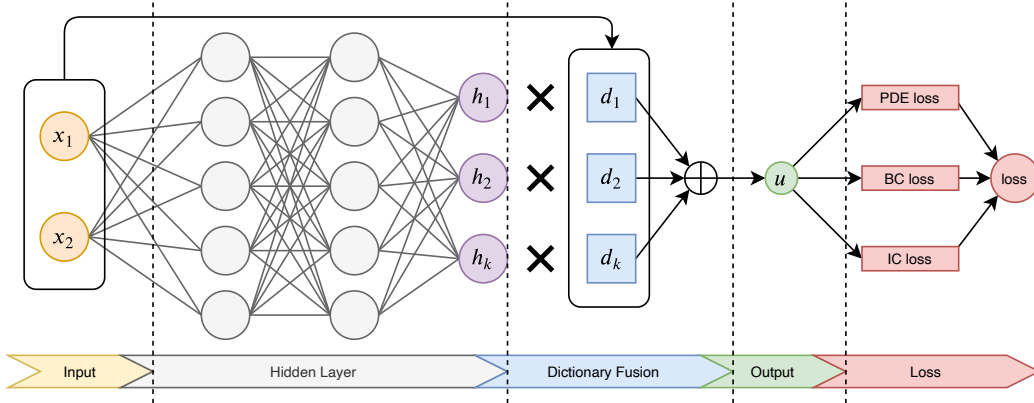 x₁
x₂
h₁
h₂
hₖ
×
×
×
d₁
d₂
dₖ
u
PDE loss
BC loss
IC loss
loss
Input
Hidden Layer
Dictionary Fusion
Output
Loss